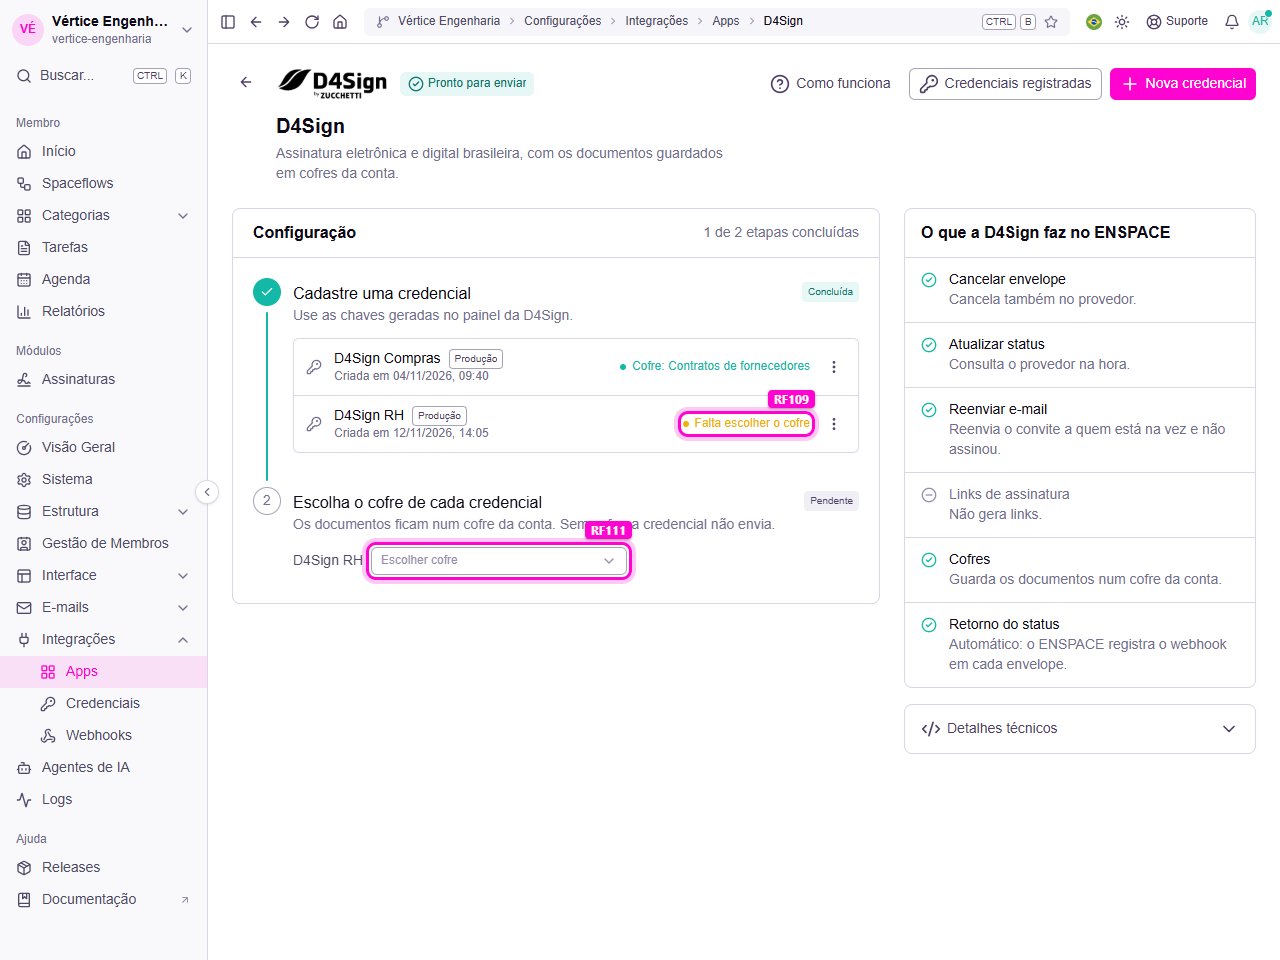 VÉ
Vértice Engenh...
vertice-engenharia
Buscar...
CTRL K
Membro
Início
Spaceflows
Categorias
Tarefas
Agenda
Relatórios
Módulos
Assinaturas
Configurações
Visão Geral
Sistema
Estrutura
Gestão de Membros
Interface
E-mails
Integrações
Apps
Credenciais
Webhooks
Agentes de IA
Logs
Ajuda
Releases
Documentação
Vértice Engenharia > Configurações > Integrações > Apps > D4Sign
CTRL B
Suporte
AR
D4Sign
by ZUCCHETTI
Pronto para enviar
Como funciona
Credenciais registradas
Nova credencial
D4Sign
Assinatura eletrônica e digital brasileira, com os documentos guardados
em cofres da conta.
Configuração
1 de 2 etapas concluídas
Cadastre uma credencial
Concluída
Use as chaves geradas no painel da D4Sign.
D4Sign Compras Produção
Criada em 04/11/2026, 09:40
Cofre: Contratos de fornecedores
RF109
D4Sign RH Produção
Criada em 12/11/2026, 14:05
Falta escolher o cofre
2
Escolha o cofre de cada credencial
Pendente
Os documentos ficam num cofre da conta. Sem a credencial não envia.
RF111
D4Sign RH
Escolher cofre
O que a D4Sign faz no ENSPACE
Cancelar envelope
Cancela também no provedor.
Atualizar status
Consulta o provedor na hora.
Reenviar e-mail
Reenvia o convite a quem está na vez e não
assinou.
Links de assinatura
Não gera links.
Cofres
Guarda os documentos num cofre da conta.
Retorno do status
Automático: o ENSPACE registra o webhook
em cada envelope.
Detalhes técnicos